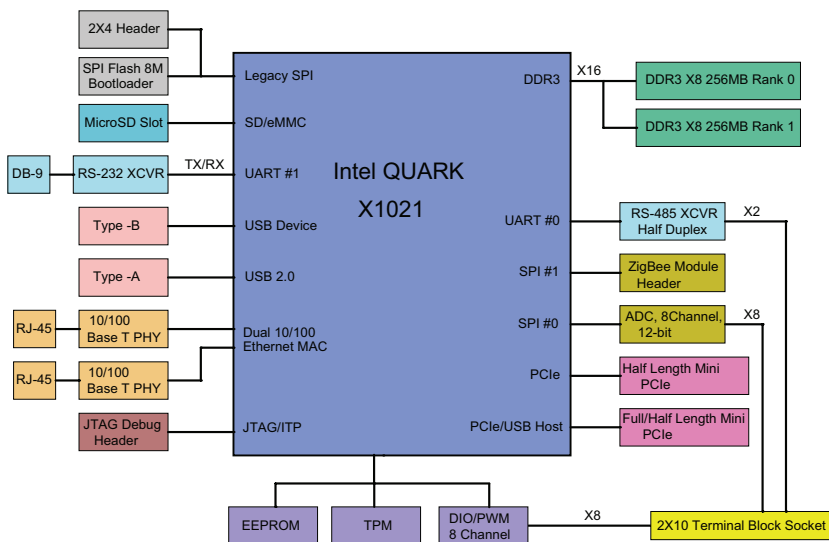 2X4 Header
SPI Flash 8M
Bootloader
MicroSD Slot
DB-9
RS-232 XCVR
TX/RX
Type -B
Type -A
RJ-45
10/100
Base T PHY
RJ-45
10/100
Base T PHY
JTAG Debug
Header
Legacy SPI
SD/eMMC
UART #1
USB Device
USB 2.0
Dual 10/100
Ethernet MAC
JTAG/ITP
Intel QUARK
X1021
DDR3
UART #0
SPI #1
SPI #0
PCIe
PCIe/USB Host
X16
DDR3 X8 256MB Rank 0
DDR3 X8 256MB Rank 1
RS-485 XCVR
Half Duplex
X2
ZigBee Module
Header
ADC, 8Channel,
12-bit
X8
Half Length Mini
PCIe
Full/Half Length Mini
PCIe
EEPROM
TPM
DIO/PWM
8 Channel
X8
2X10 Terminal Block Socket